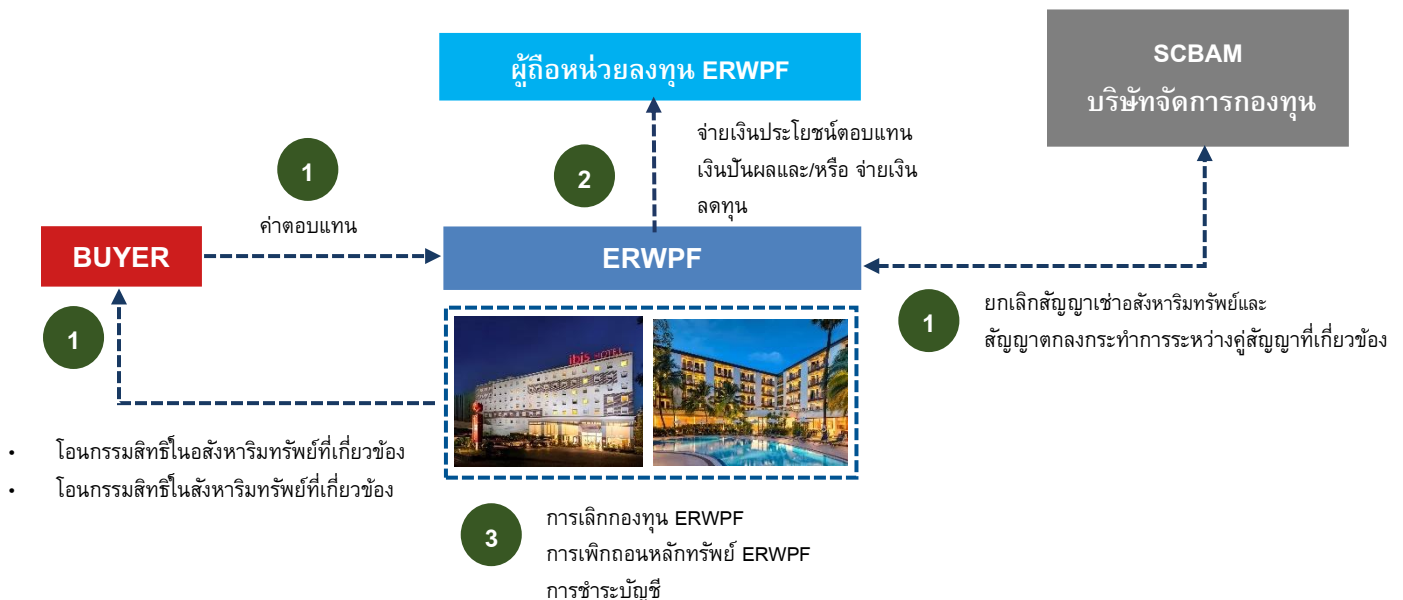 ผู้ถือหน่วยลงทุน ERWPF
SCBAM
บริษัทจัดการกองทุน
1
ค่าตอบแทน
2
จ่ายเงินประโยชน์ตอบแทน
เงินปันผลและ/หรือ จ่ายเงิน
ลดทุน
BUYER
ERWPF
1
1
ยกเลิกสัญญาเช่าอสังหาริมทรัพย์และ
สัญญาตกลงกระทำการระหว่างคู่สัญญาที่เกี่ยวข้อง
ibis HOTEL
• โอนกรรมสิทธิในอสังหาริมทรัพย์ที่เกี่ยวข้อง
• โอนกรรมสิทธิในสังหาริมทรัพย์ที่เกี่ยวข้อง
3
การเลิกกองทุน ERWPF
การเพิกถอนหลักทรัพย์ ERWPF
การชำระบัญชี